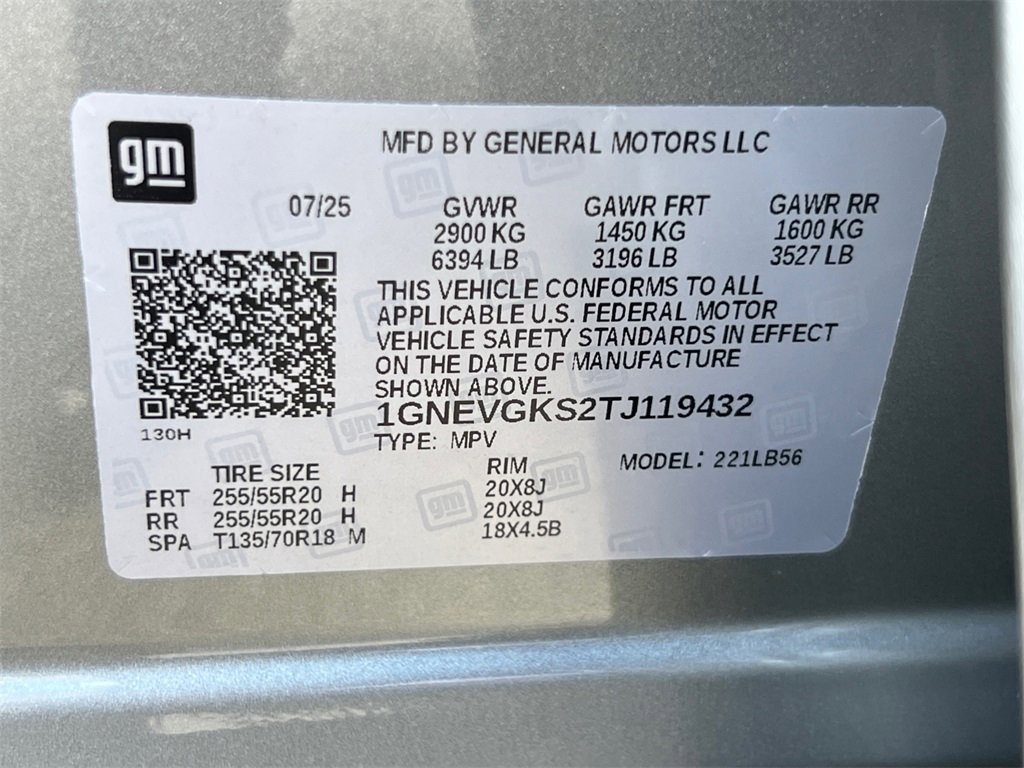 gm
MFD BY GENERAL MOTORS LLC
07/25 GVWR GAWR FRT GAWR RR
2900 KG 1450 KG 1600 KG
6394 LB 3196 LB 3527 LB
THIS VEHICLE CONFORMS TO ALL
APPLICABLE U.S. FEDERAL MOTOR
VEHICLE SAFETY STANDARDS IN EFFECT
ON THE DATE OF MANUFACTURE
SHOWN ABOVE.
1GNEVGKS2TJ119432
130H
TYPE: MPV MODEL: 221LB56
TIRE SIZE RIM
FRT 255/55R20 H 20X8J
RR 255/55R20 H 20X8J
SPA T135/70R18 M 18X4.5B